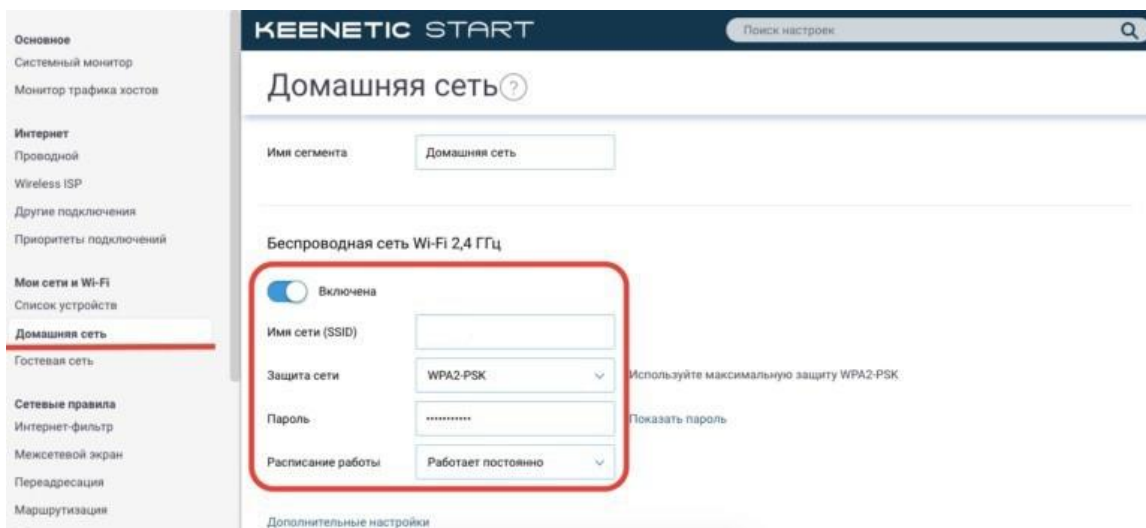 Основное
Системный монитор
Монитор трафика хостов
Интернет
Проводной
Wireless ISP
Другие подключения
Приоритеты подключений
Мои сети и Wi-Fi
Список устройств
Домашняя сеть
Гостевая сеть
Сетевые правила
Интернет-фильтр
Межсетевой экран
Переадресация
Маршрутизация
KEENETIC START
Поиск настроек
Домашняя сеть ?
Имя сегмента Домашняя сеть
Беспроводная сеть Wi-Fi 2,4 ГГц
Включена
Имя сети (SSID)
Защита сети WPA2-PSK Используйте максимальную защиту WPA2-PSK
Пароль ••••••••••• Показать пароль
Расписание работы Работает постоянно
Дополнительные настройки